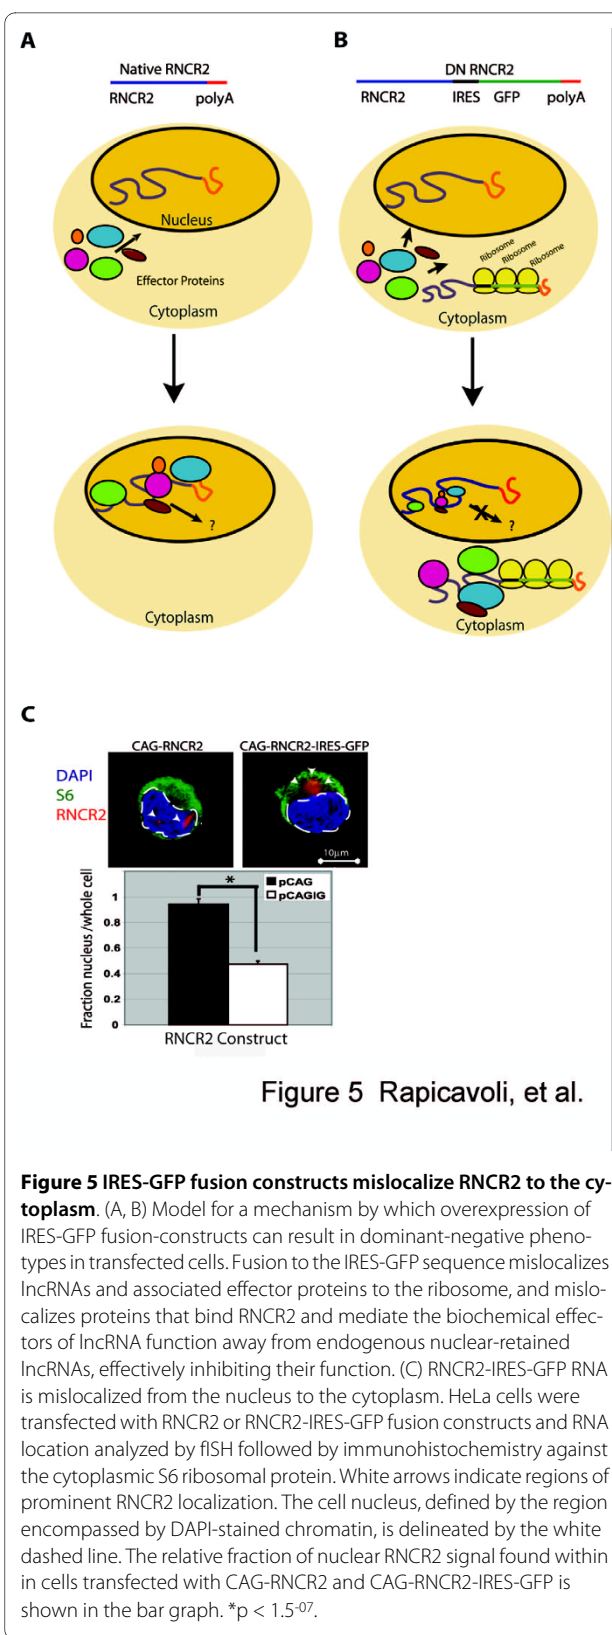 A
Native RNCR2
RNCR2 polyA
Nucleus
Effector Proteins
Cytoplasm
?
Cytoplasm
B
DN RNCR2
RNCR2 IRES GFP polyA
Ribosome
Ribosome
Ribosome
Cytoplasm
X
?
Cytoplasm
C
CAG-RNCR2 CAG-RNCR2-IRES-GFP
DAPI
S6
RNCR2
10μm
*
pCAG
pCAGIG
1
0.8
0.6
0.4
0.2
0
Fraction nucleus /whole cell
RNCR2 Construct
Figure 5 Rapicavoli, et al.
Figure 5 IRES-GFP fusion constructs mislocalize RNCR2 to the cy-
toplasm. (A, B) Model for a mechanism by which overexpression of
IRES-GFP fusion-constructs can result in dominant-negative pheno-
types in transfected cells. Fusion to the IRES-GFP sequence mislocalizes
lncRNAs and associated effector proteins to the ribosome, and mislo-
calizes proteins that bind RNCR2 and mediate the biochemical effec-
tors of lncRNA function away from endogenous nuclear-retained
lncRNAs, effectively inhibiting their function. (C) RNCR2-IRES-GFP RNA
is mislocalized from the nucleus to the cytoplasm. HeLa cells were
transfected with RNCR2 or RNCR2-IRES-GFP fusion constructs and RNA
location analyzed by fISH followed by immunohistochemistry against
the cytoplasmic S6 ribosomal protein. White arrows indicate regions of
prominent RNCR2 localization. The cell nucleus, defined by the region
encompassed by DAPI-stained chromatin, is delineated by the white
dashed line. The relative fraction of nuclear RNCR2 signal found within
in cells transfected with CAG-RNCR2 and CAG-RNCR2-IRES-GFP is
shown in the bar graph. *p < 1.5⁻⁰⁷.